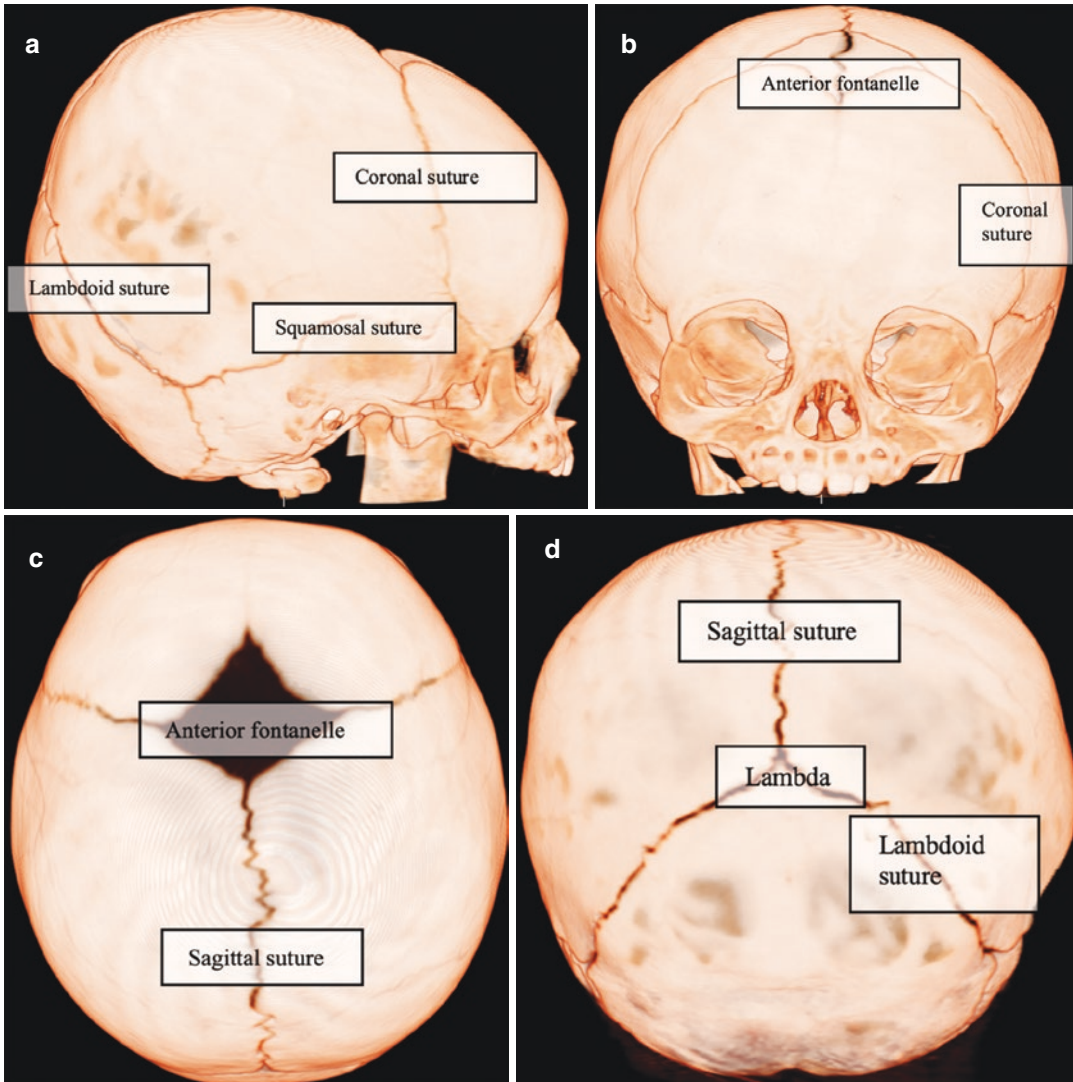 a
Coronal suture
Lambdoid suture
Squamosal suture
b
Anterior fontanelle
Coronal
suture
c
Anterior fontanelle
Sagittal suture
d
Sagittal suture
Lambda
Lambdoid
suture